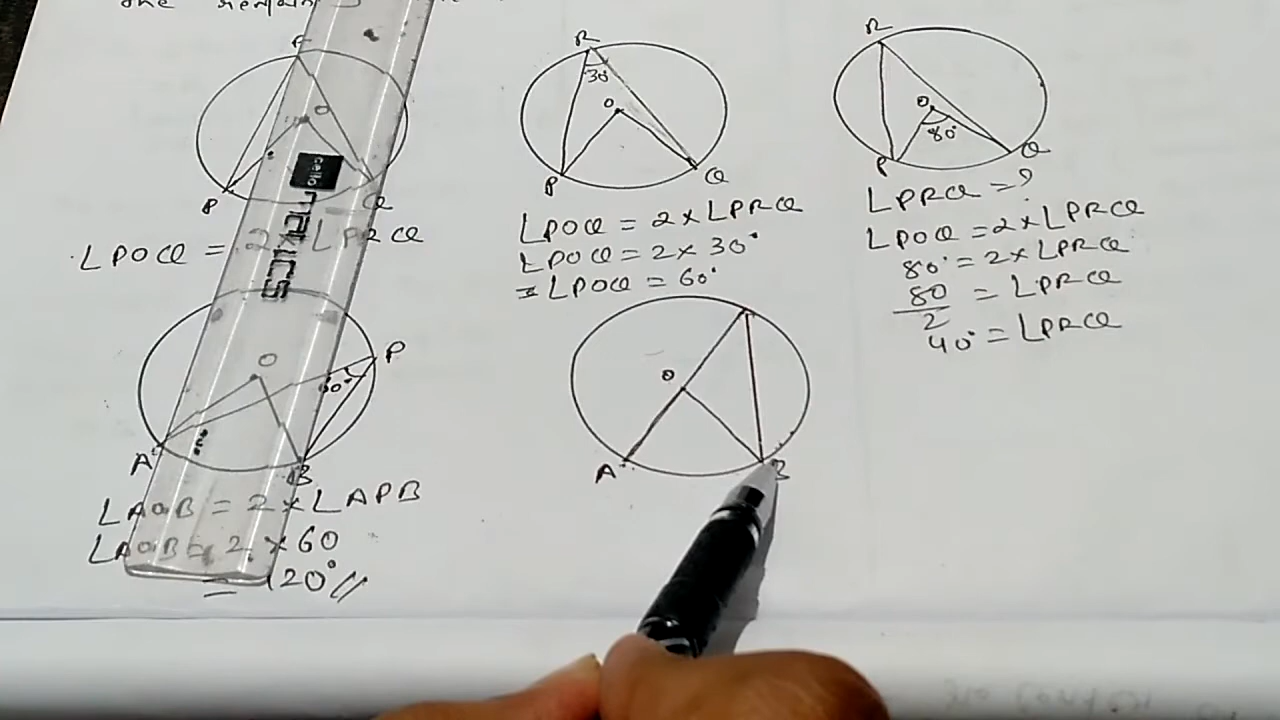 R
O
P
Q
∠POQ = 2 × ∠PRQ
cello
R
30°
O
P
Q
∠POQ = 2 × ∠PRQ
∠POQ = 2 × 30°
∠POQ = 60°
R
O
80°
P
Q
∠PRQ = ?
∠POQ = 2 × ∠PRQ
80° = 2 × ∠PRQ
80
2
= ∠PRQ
40° = ∠PRQ
O
P
60°
A
B
∠AOB = 2 × ∠APB
∠AOB = 2 × 60
= 120° //
O
A
B